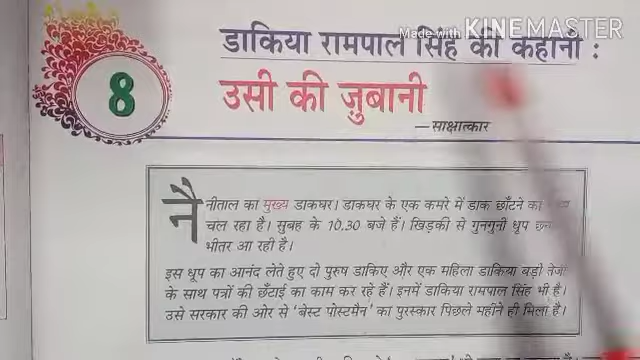 Made with KINEMASTER
8
डाकिया रामपाल सिंह की कहानी :
उसी की ज़ुबानी
—साक्षात्कार
नैनीताल का मुख्य डाकघर। डाकघर के एक कमरे में डाक छाँटने का
चल रहा है। सुबह के 10.30 बजे हैं। खिड़की से गुनगुनी धूप
भीतर आ रही है।
इस धूप का आनंद लेते हुए दो पुरुष डाकिए और एक महिला डाकिया बड़ी तेजी
के साथ पत्रों की छँटाई का काम कर रहे हैं। इनमें डाकिया रामपाल सिंह भी है।
उसे सरकार की ओर से ‘बेस्ट पोस्टमैन’ का पुरस्कार पिछले महीने ही मिला है।